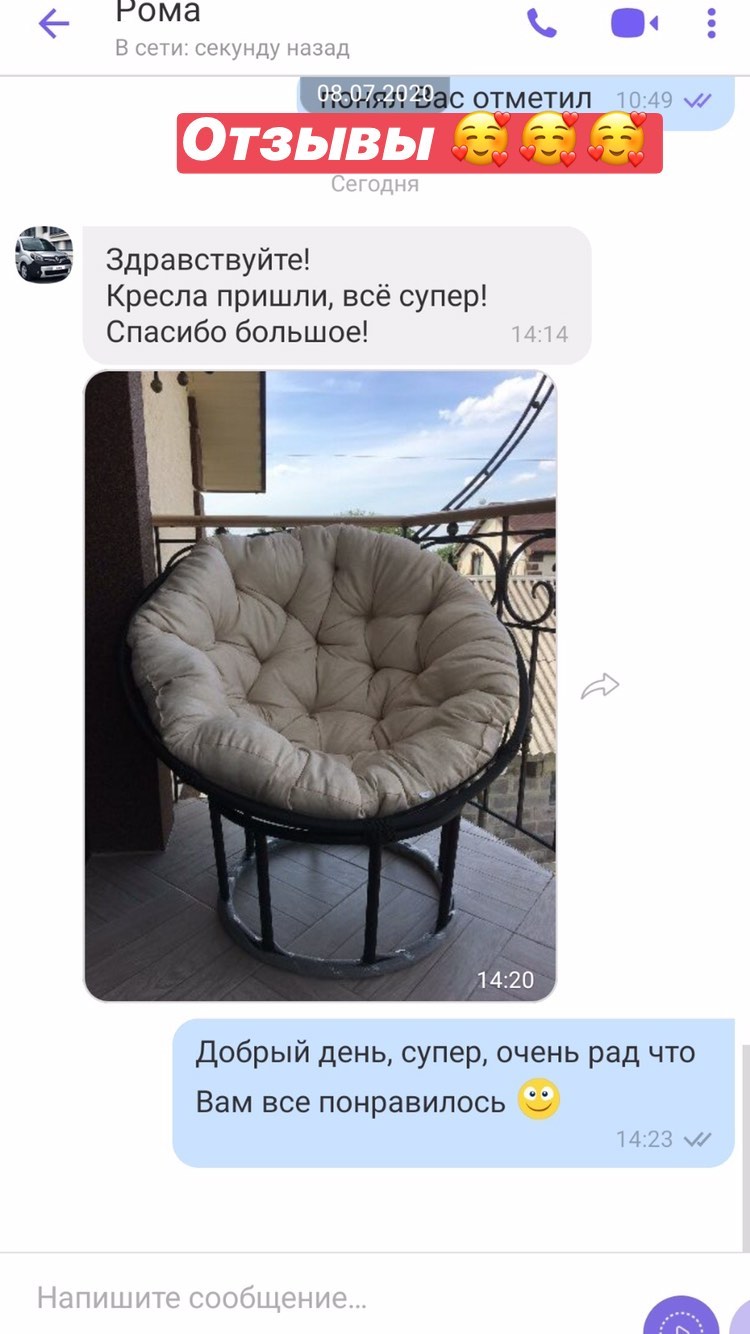 Рома
В сети: секунду назад
08.07.2020
понял Вас отметил 10:49
Отзывы
Сегодня
Здравствуйте!
Кресла пришли, всё супер!
Спасибо большое! 14:14
14:20
Добрый день, супер, очень рад что
Вам все понравилось
14:23
Напишите сообщение...